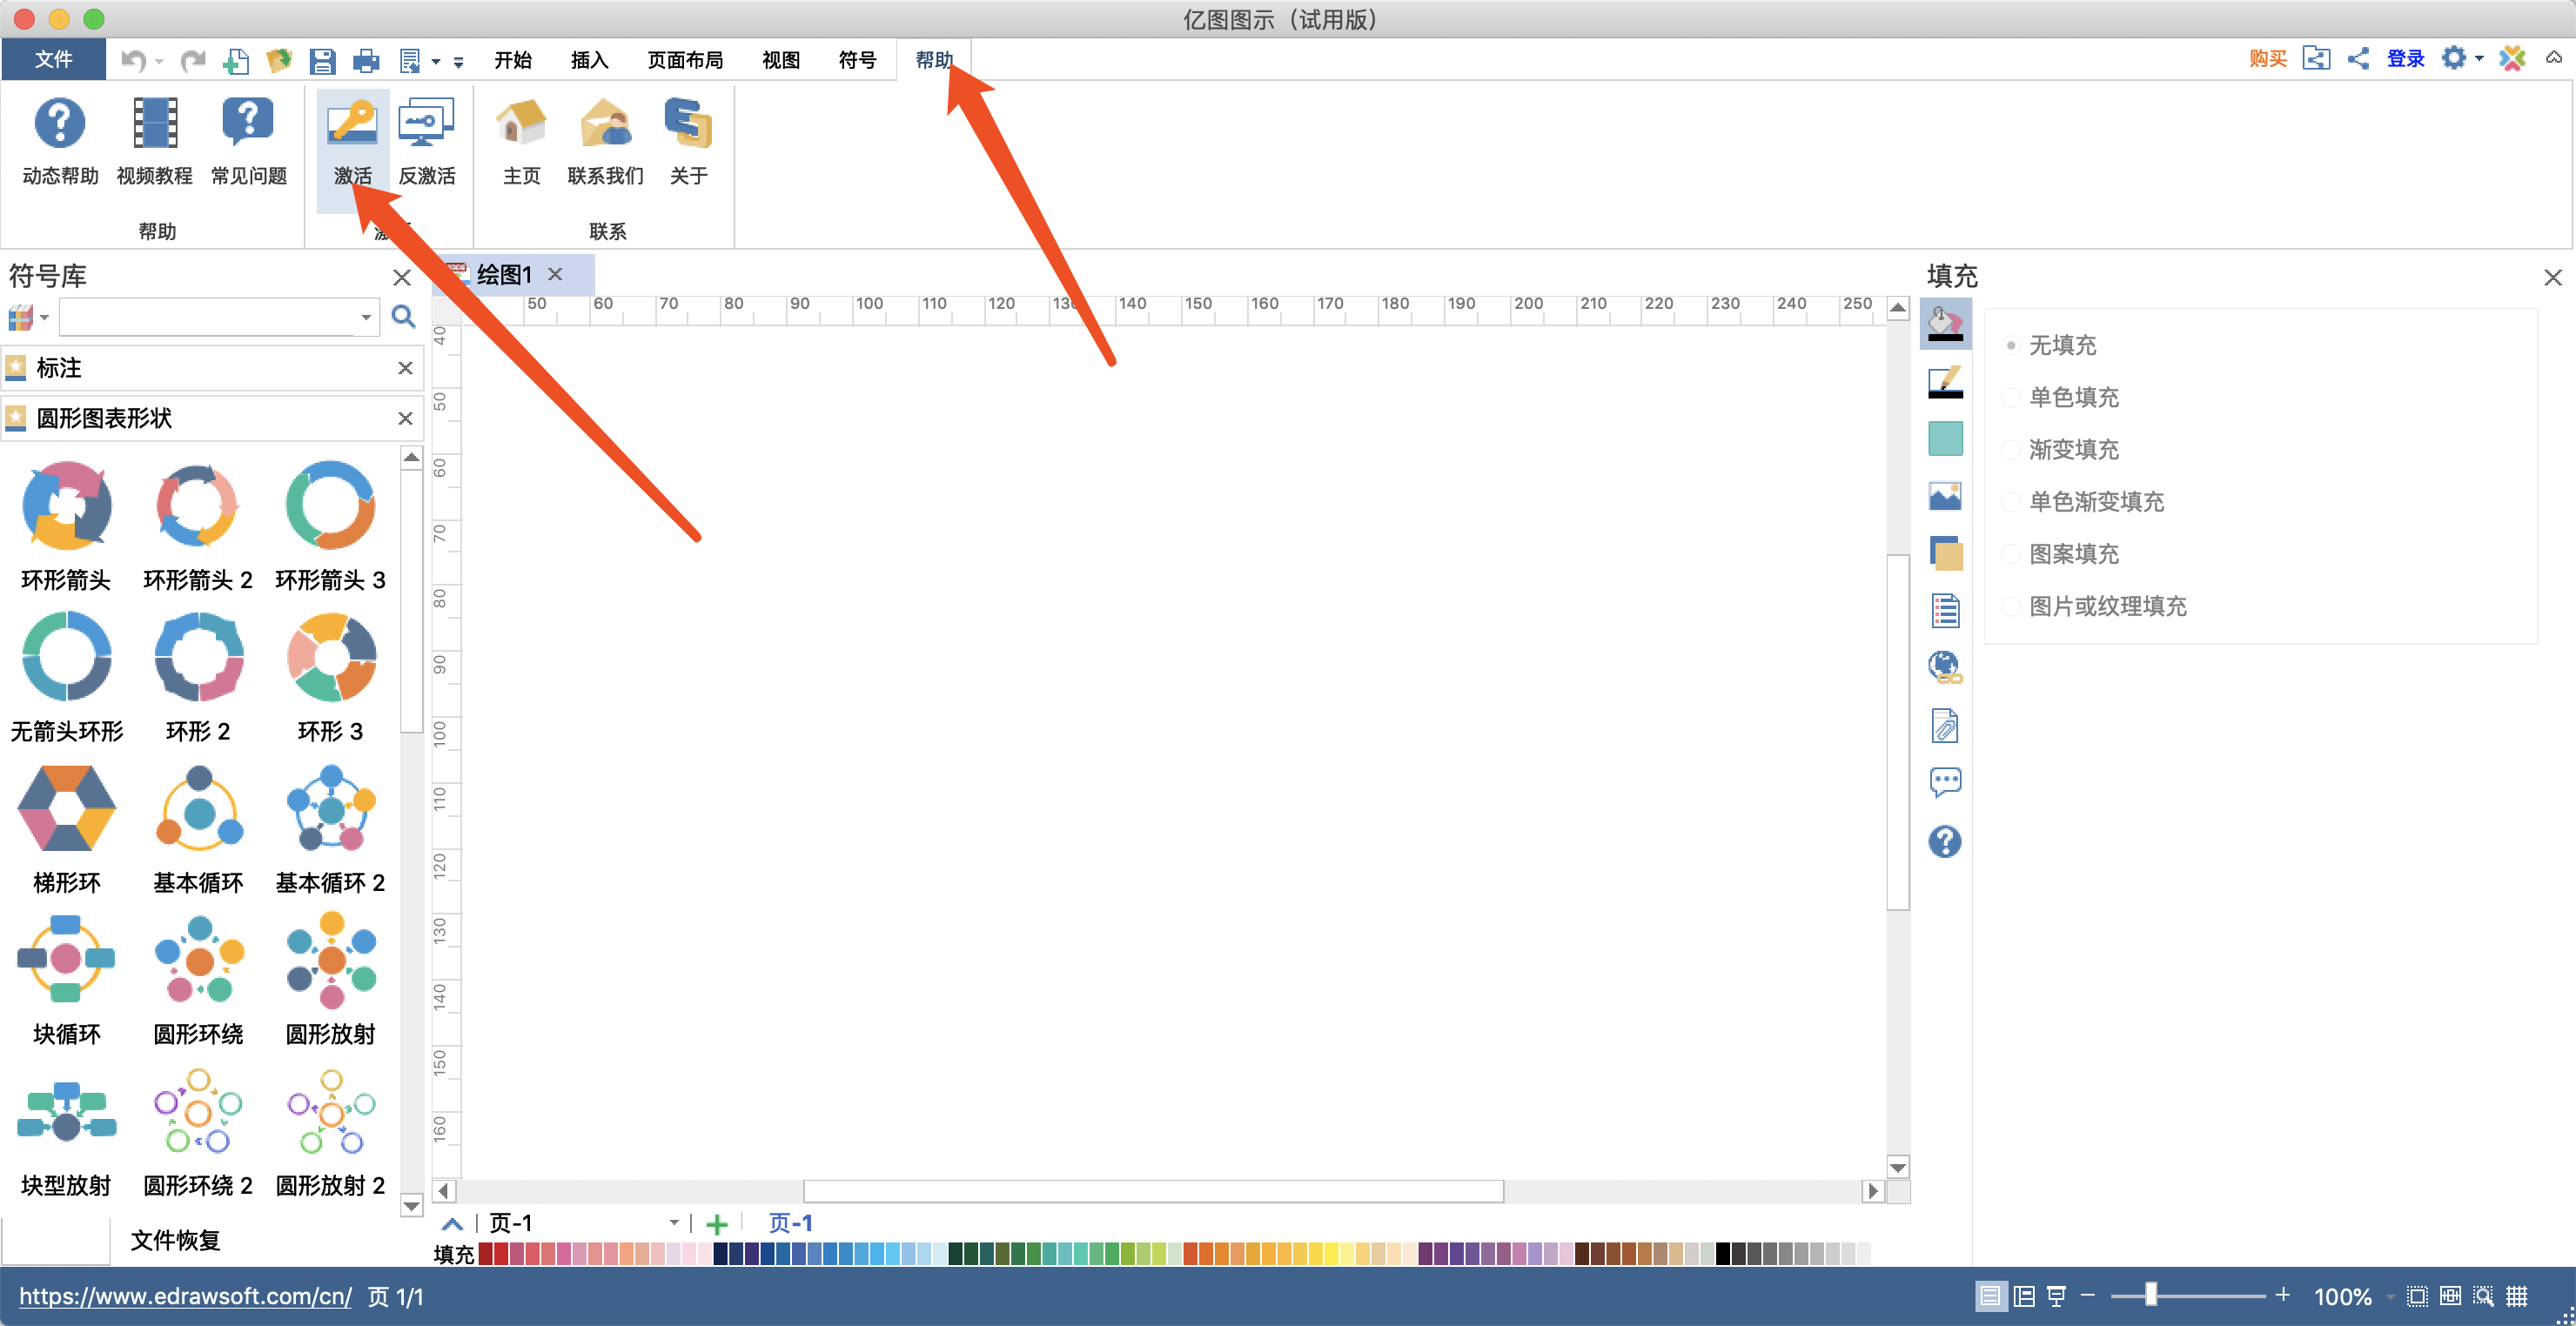 亿图图示（试用版）
文件
开始
插入
页面布局
视图
符号
帮助
购买
登录
动态帮助
视频教程
常见问题
激活
反激活
主页
联系我们
关于
帮助
联系
符号库
标注
圆形图表形状
环形箭头
环形箭头 2
环形箭头 3
无箭头环形
环形 2
环形 3
梯形环
基本循环
基本循环 2
块循环
圆形环绕
圆形放射
块型放射
圆形环绕 2
圆形放射 2
文件恢复
绘图1
50 60 70 80 90 100 110 120 130 140 150 160 170 180 190 200 210 220 230 240 250
40
50
60
70
80
90
100
110
120
130
140
150
160
页-1
页-1
填充
填充
无填充
单色填充
渐变填充
单色渐变填充
图案填充
图片或纹理填充
https://www.edrawsoft.com/cn/ 页 1/1
100%